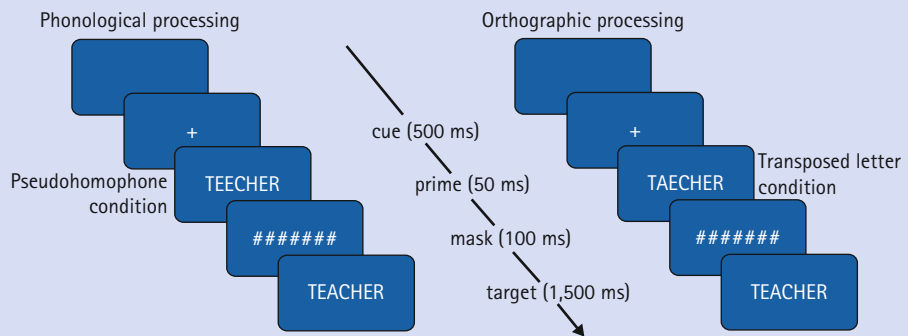 Phonological processing
+
Pseudohomophone
condition
TEECHER
#######
TEACHER
cue (500 ms)
prime (50 ms)
mask (100 ms)
target (1,500 ms)
Orthographic processing
+
TAECHER
Transposed letter
condition
#######
TEACHER